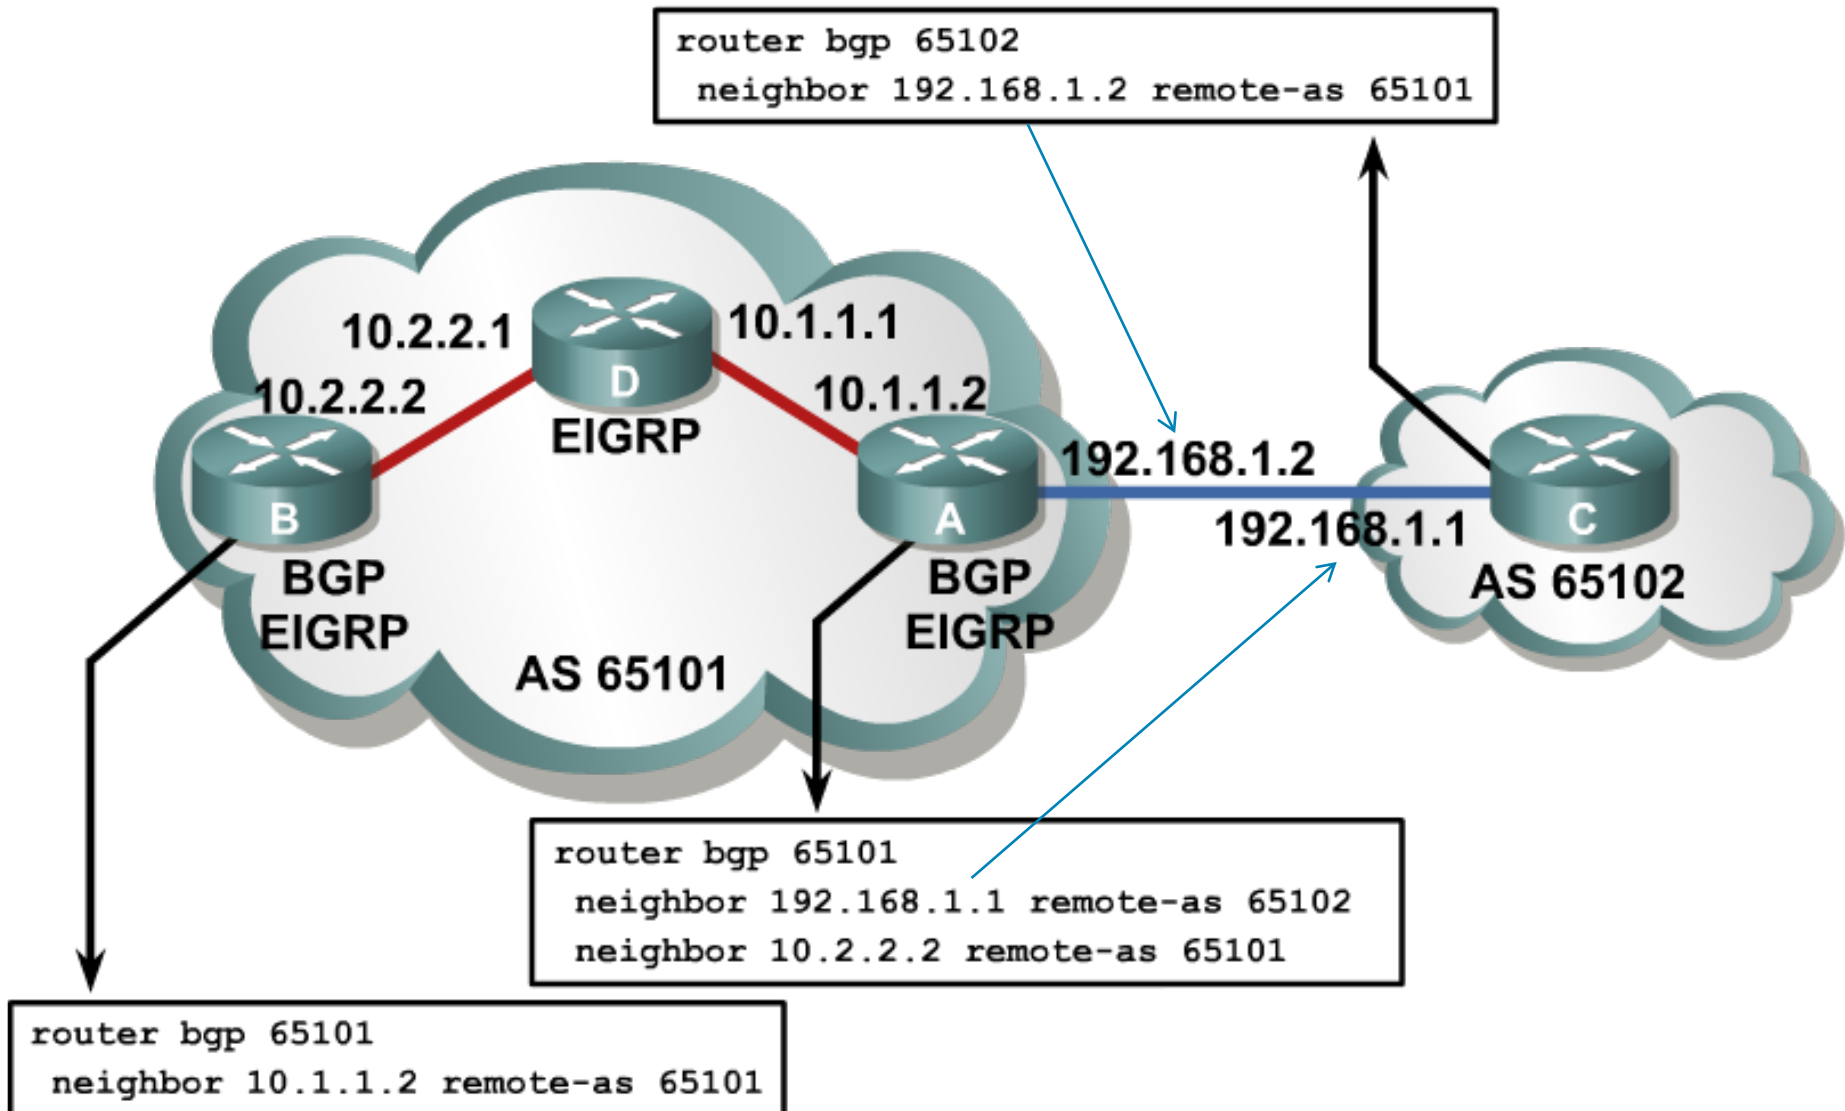 router bgp 65102
neighbor 192.168.1.2 remote-as 65101
10.2.2.1
10.1.1.1
D
10.2.2.2
10.1.1.2
EIGRP
192.168.1.2
B
A
C
192.168.1.1
BGP
EIGRP
BGP
EIGRP
AS 65102
AS 65101
router bgp 65101
neighbor 192.168.1.1 remote-as 65102
neighbor 10.2.2.2 remote-as 65101
router bgp 65101
neighbor 10.1.1.2 remote-as 65101